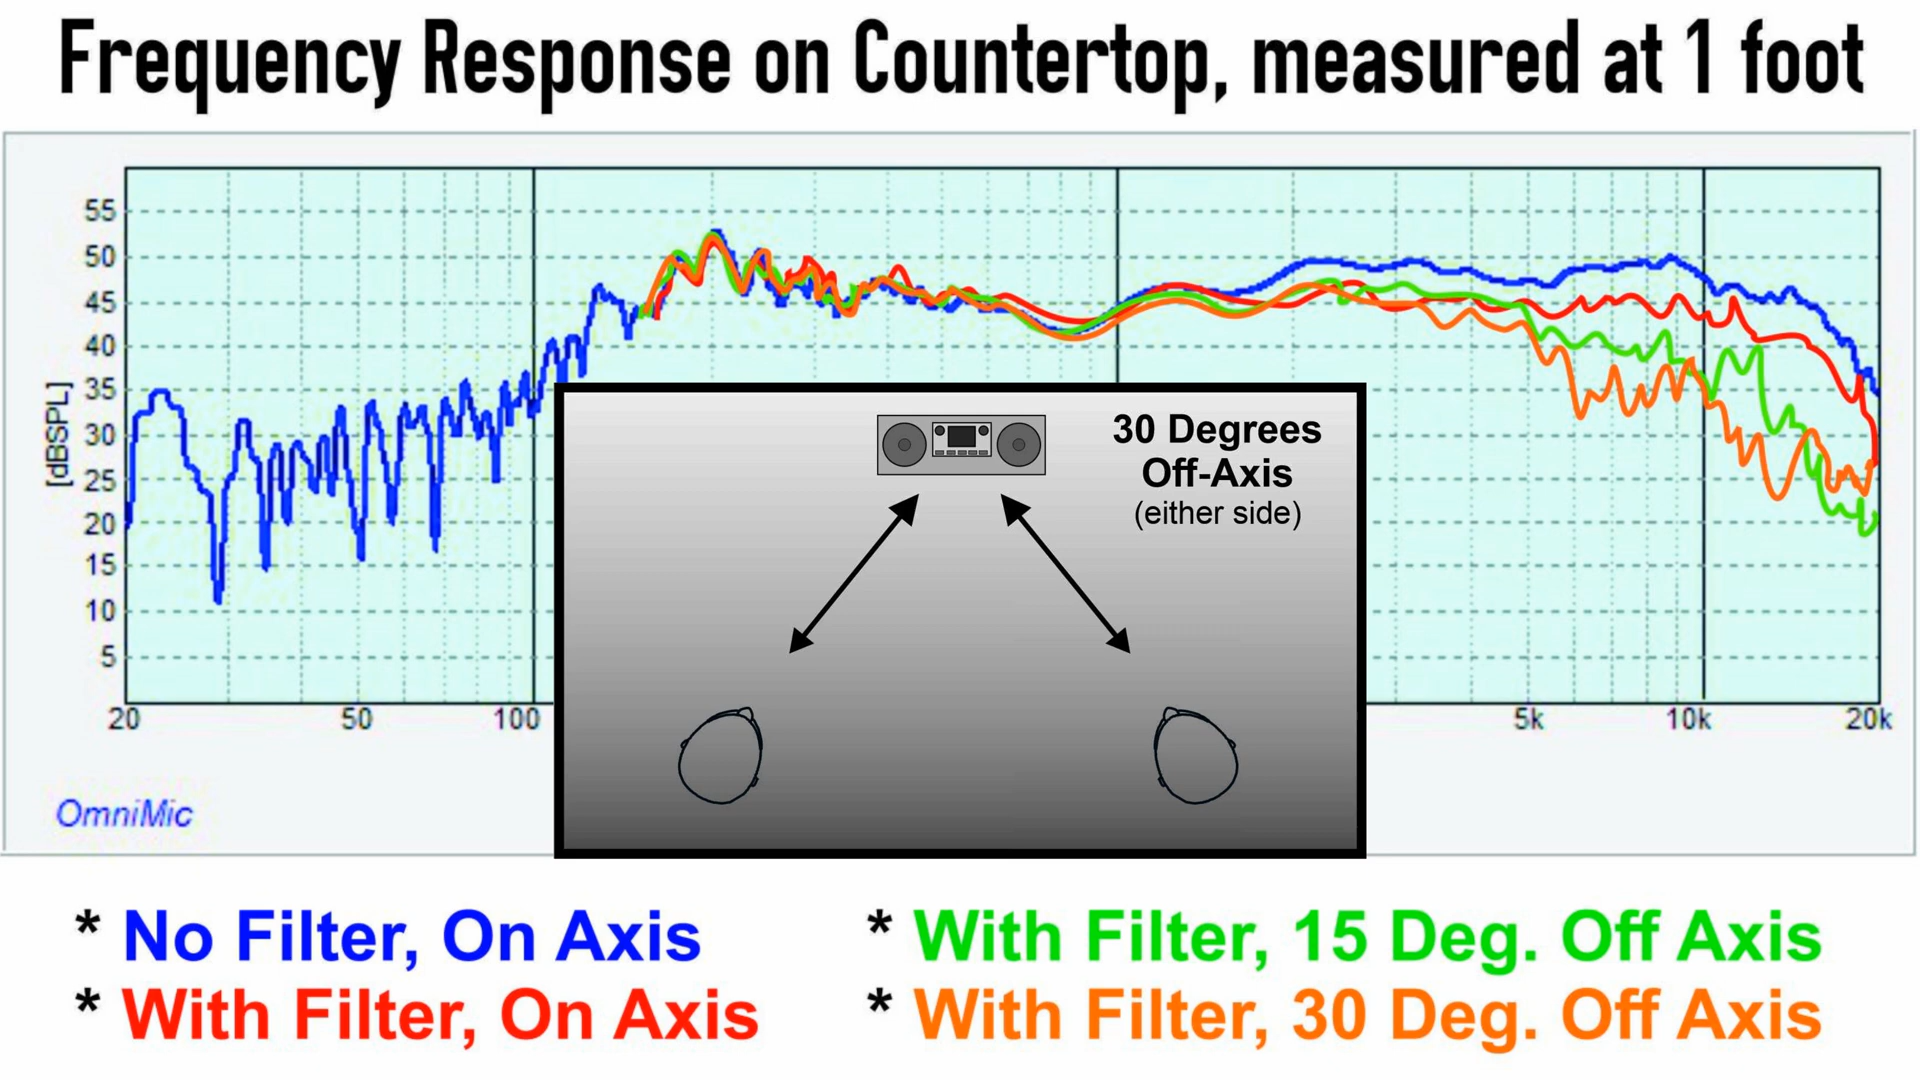 Frequency Response on Countertop, measured at 1 foot
55
50
45
40
35
30
25
20
15
10
5
[dBSPL]
20
50
100
5k
10k
20k
30 Degrees
Off-Axis
(either side)
OmniMic
* No Filter, On Axis
* With Filter, On Axis
* With Filter, 15 Deg. Off Axis
* With Filter, 30 Deg. Off Axis